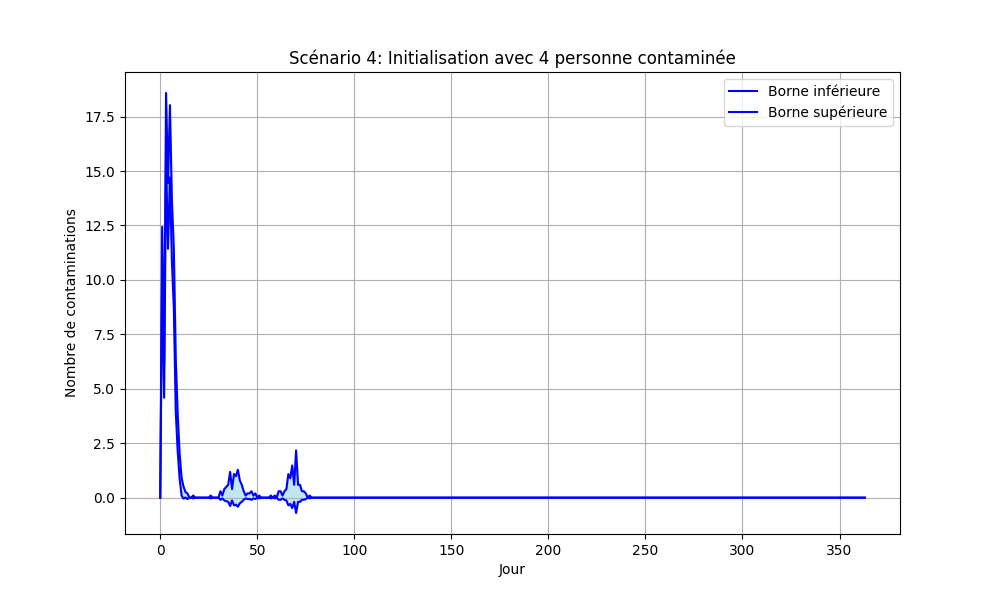 Scénario 4: Initialisation avec 4 personne contaminée
Borne inférieure
Borne supérieure
Nombre de contaminations
17.5
15.0
12.5
10.0
7.5
5.0
2.5
0.0
0 50 100 150 200 250 300 350
Jour